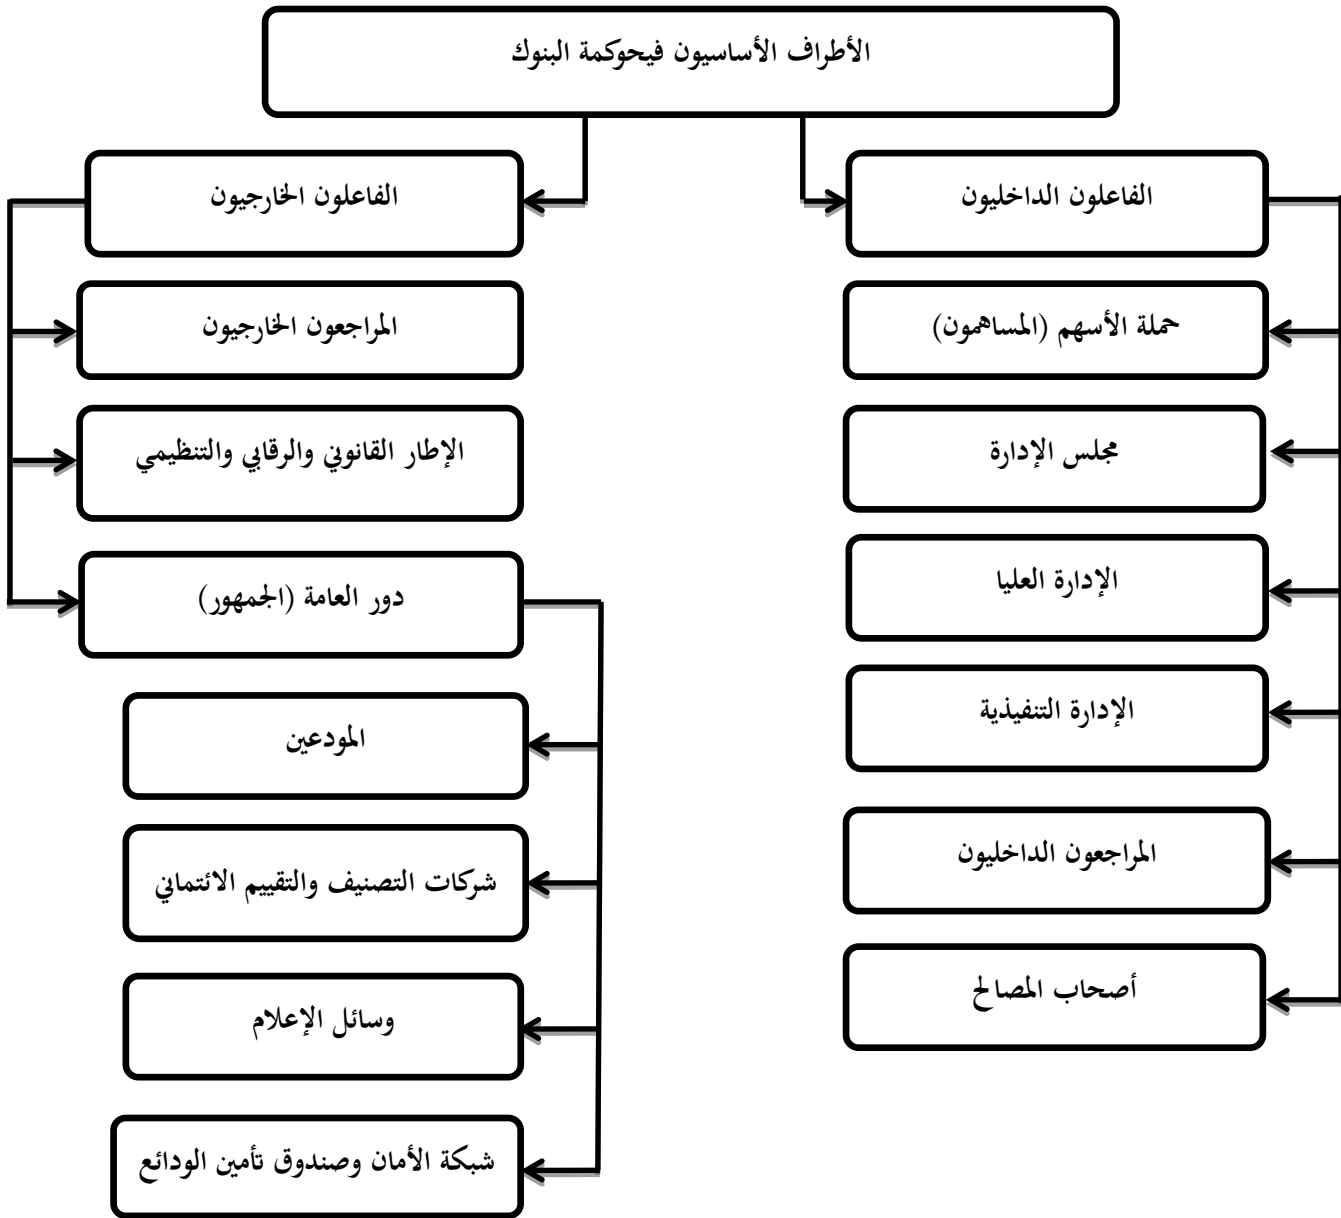 الأطراف الأساسيون فيحوكمة البنوك
الفاعلون الداخليون
حملة الأسهم (المساهمون)
مجلس الإدارة
الإدارة العليا
الإدارة التنفيذية
المراجعون الداخليون
أصحاب المصالح
الفاعلون الخارجيون
المراجعون الخارجيون
الإطار القانوني والرقابي والتنظيمي
دور العامة (الجمهور)
المودعين
شركات التصنيف والتقييم الائتماني
وسائل الإعلام
شبكة الأمان وصندوق تأمين الودائع